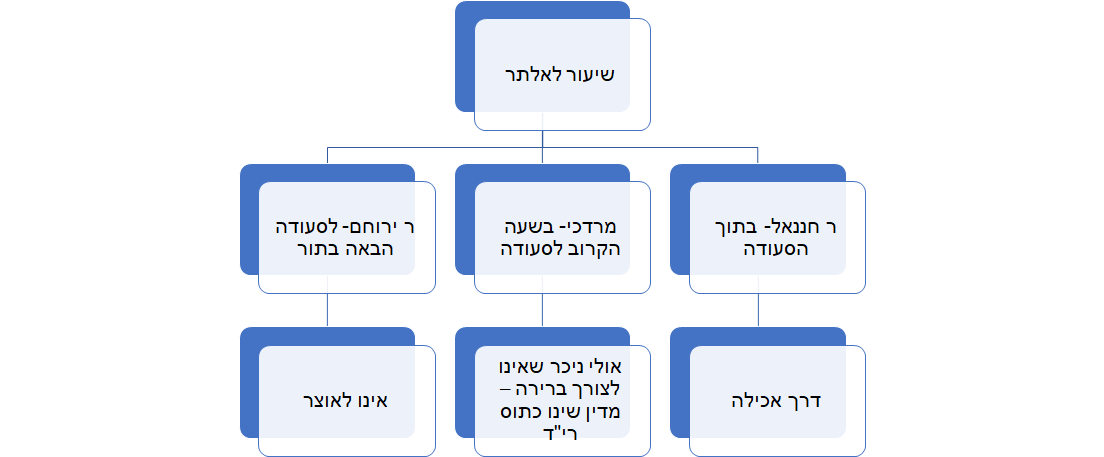 שיעור לאלתר
ר חננאל- בתוך
הסעודה
מרדכי- בשעה
הקרוב לסעודה
ר ירוחם- לסעודה
הבאה בתור
דרך אכילה
אולי ניכר שאינו
לצורך ברירה –
מדין שינו כתוס
רי"ד
אינו לאוצר